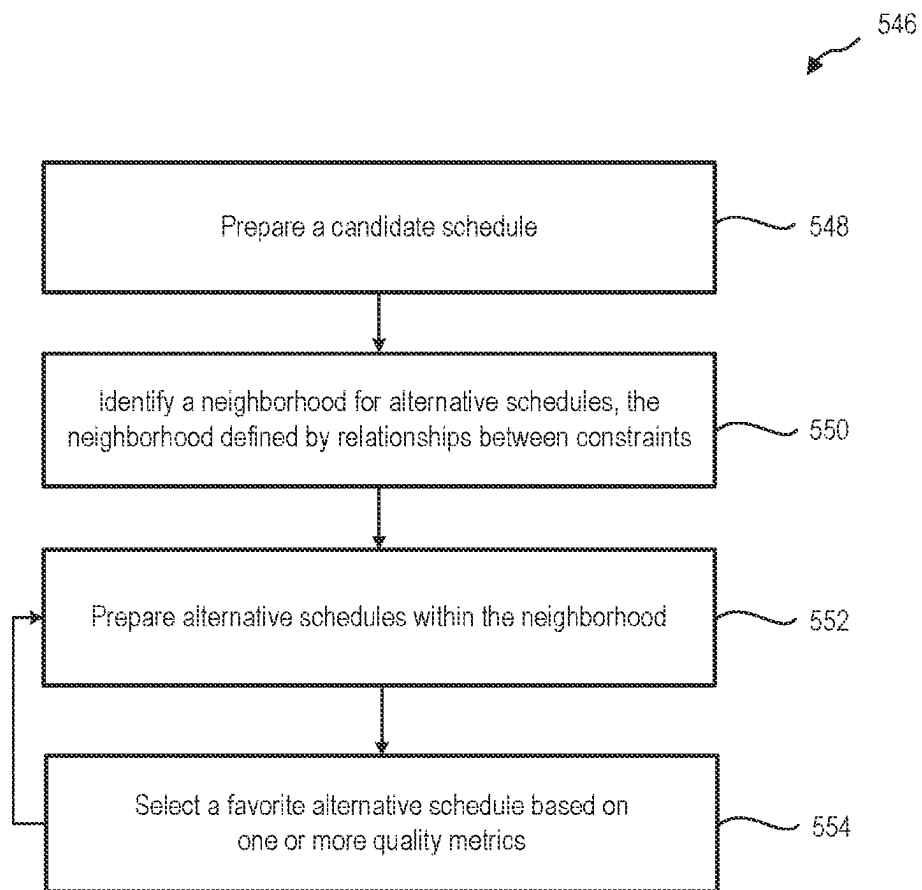 546
Prepare a candidate schedule
548
Identify a neighborhood for alternative schedules, the
neighborhood defined by relationships between constraints
550
Prepare alternative schedules within the neighborhood
552
Select a favorite alternative schedule based on
one or more quality metrics
554